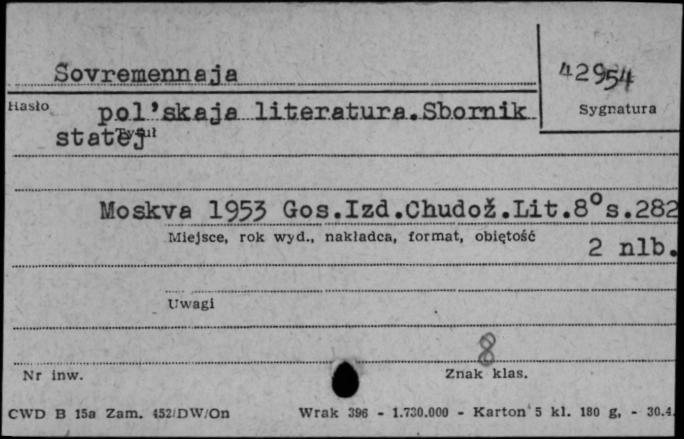 Sovremennaja
42954
Hasło
Sygnatura
pol'skaja literatura.Sbornik
statej
Tytuł
Moskva 1953 Gos.Izd.Chudož.Lit.8°s.282
Miejsce, rok wyd., nakładca, format, objętość
2 nlb.
Uwagi
8
Nr inw.
Znak klas.
CWD B 15a Zam. 452/DW/On Wrak 396 - 1.730.000 - Karton 5 kl. 180 g, - 30.4.